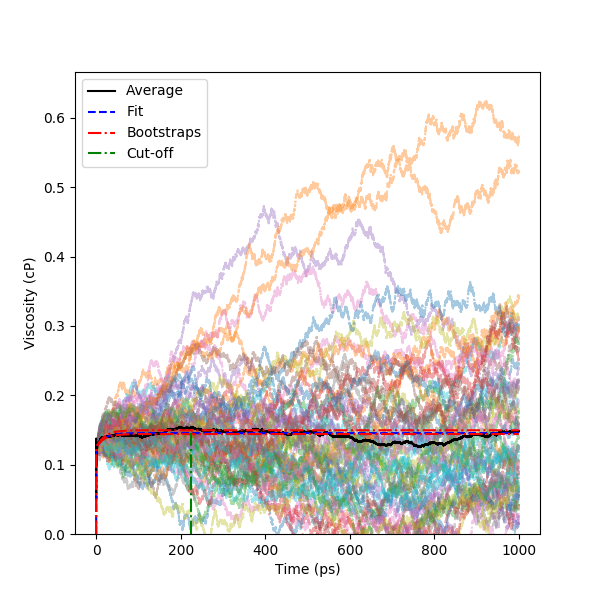 Average
Fit
Bootstraps
Cut-off
0.6
0.5
0.4
0.3
0.2
0.1
0.0
Viscosity (cP)
0 200 400 600 800 1000
Time (ps)